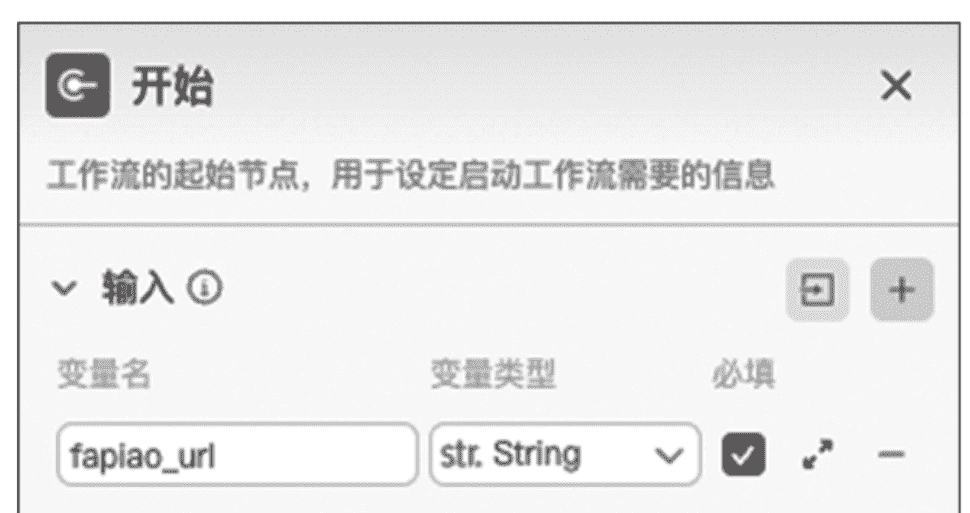 开始
工作流的起始节点，用于设定启动工作流需要的信息
输入
变量名 变量类型 必填
fapiao_url str. String